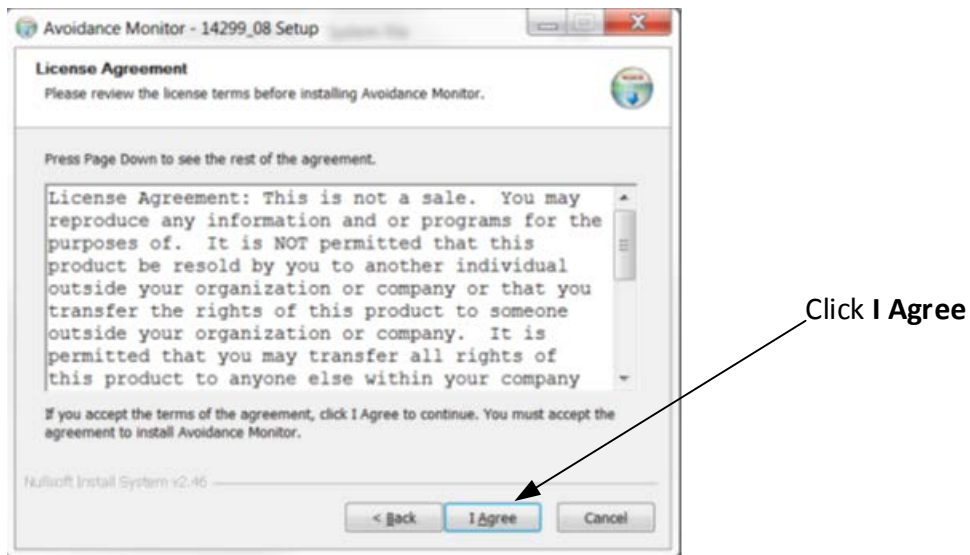 Avoidance Monitor - 14299_08 Setup
License Agreement
Please review the license terms before installing Avoidance Monitor.
Press Page Down to see the rest of the agreement.
License Agreement: This is not a sale. You may
reproduce any information and or programs for the
purposes of. It is NOT permitted that this
product be resold by you to another individual
outside your organization or company or that you
transfer the rights of this product to someone
outside your organization or company. It is
permitted that you may transfer all rights of
this product to anyone else within your company
If you accept the terms of the agreement, click I Agree to continue. You must accept the
agreement to install Avoidance Monitor.
Click I Agree
Nullsoft Install System v2.46
< Back I Agree Cancel